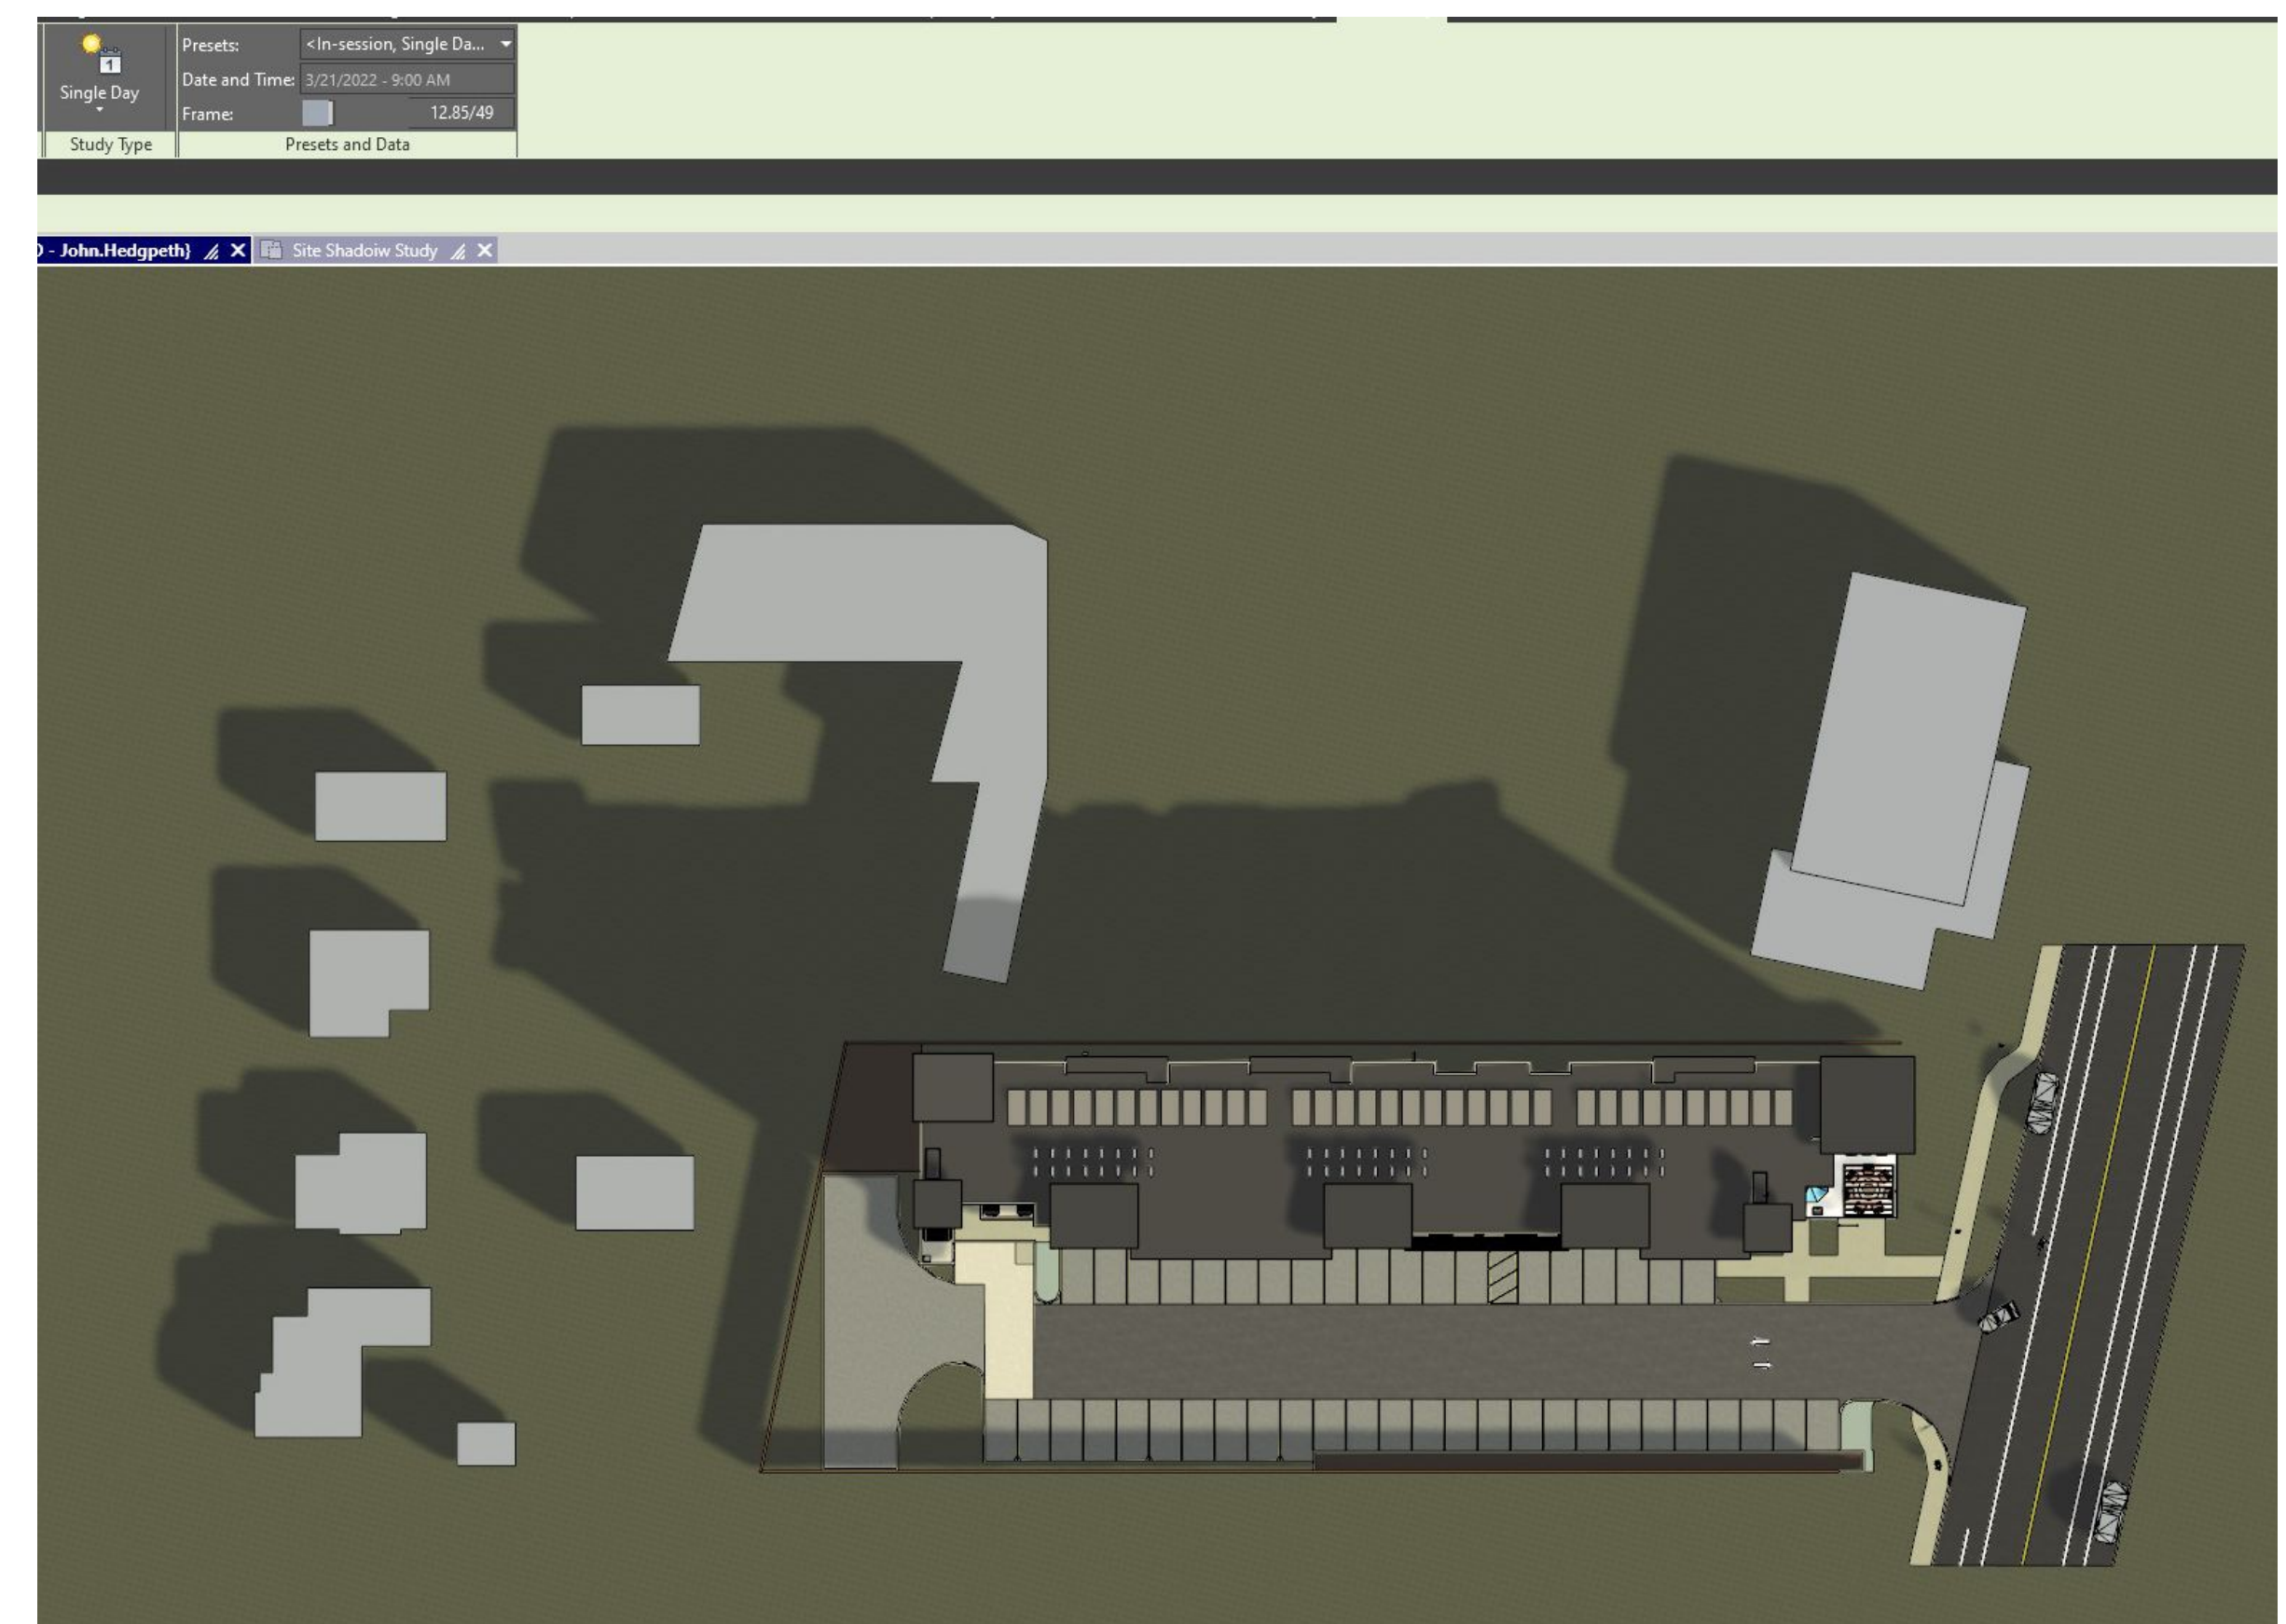 Presets: <In-session, Single Da...
1
Single Day
Date and Time: 3/21/2022 - 9:00 AM
Frame: 12.85/49
Study Type
Presets and Data
- John.Hedgpeth}
Site Shadoiw Study